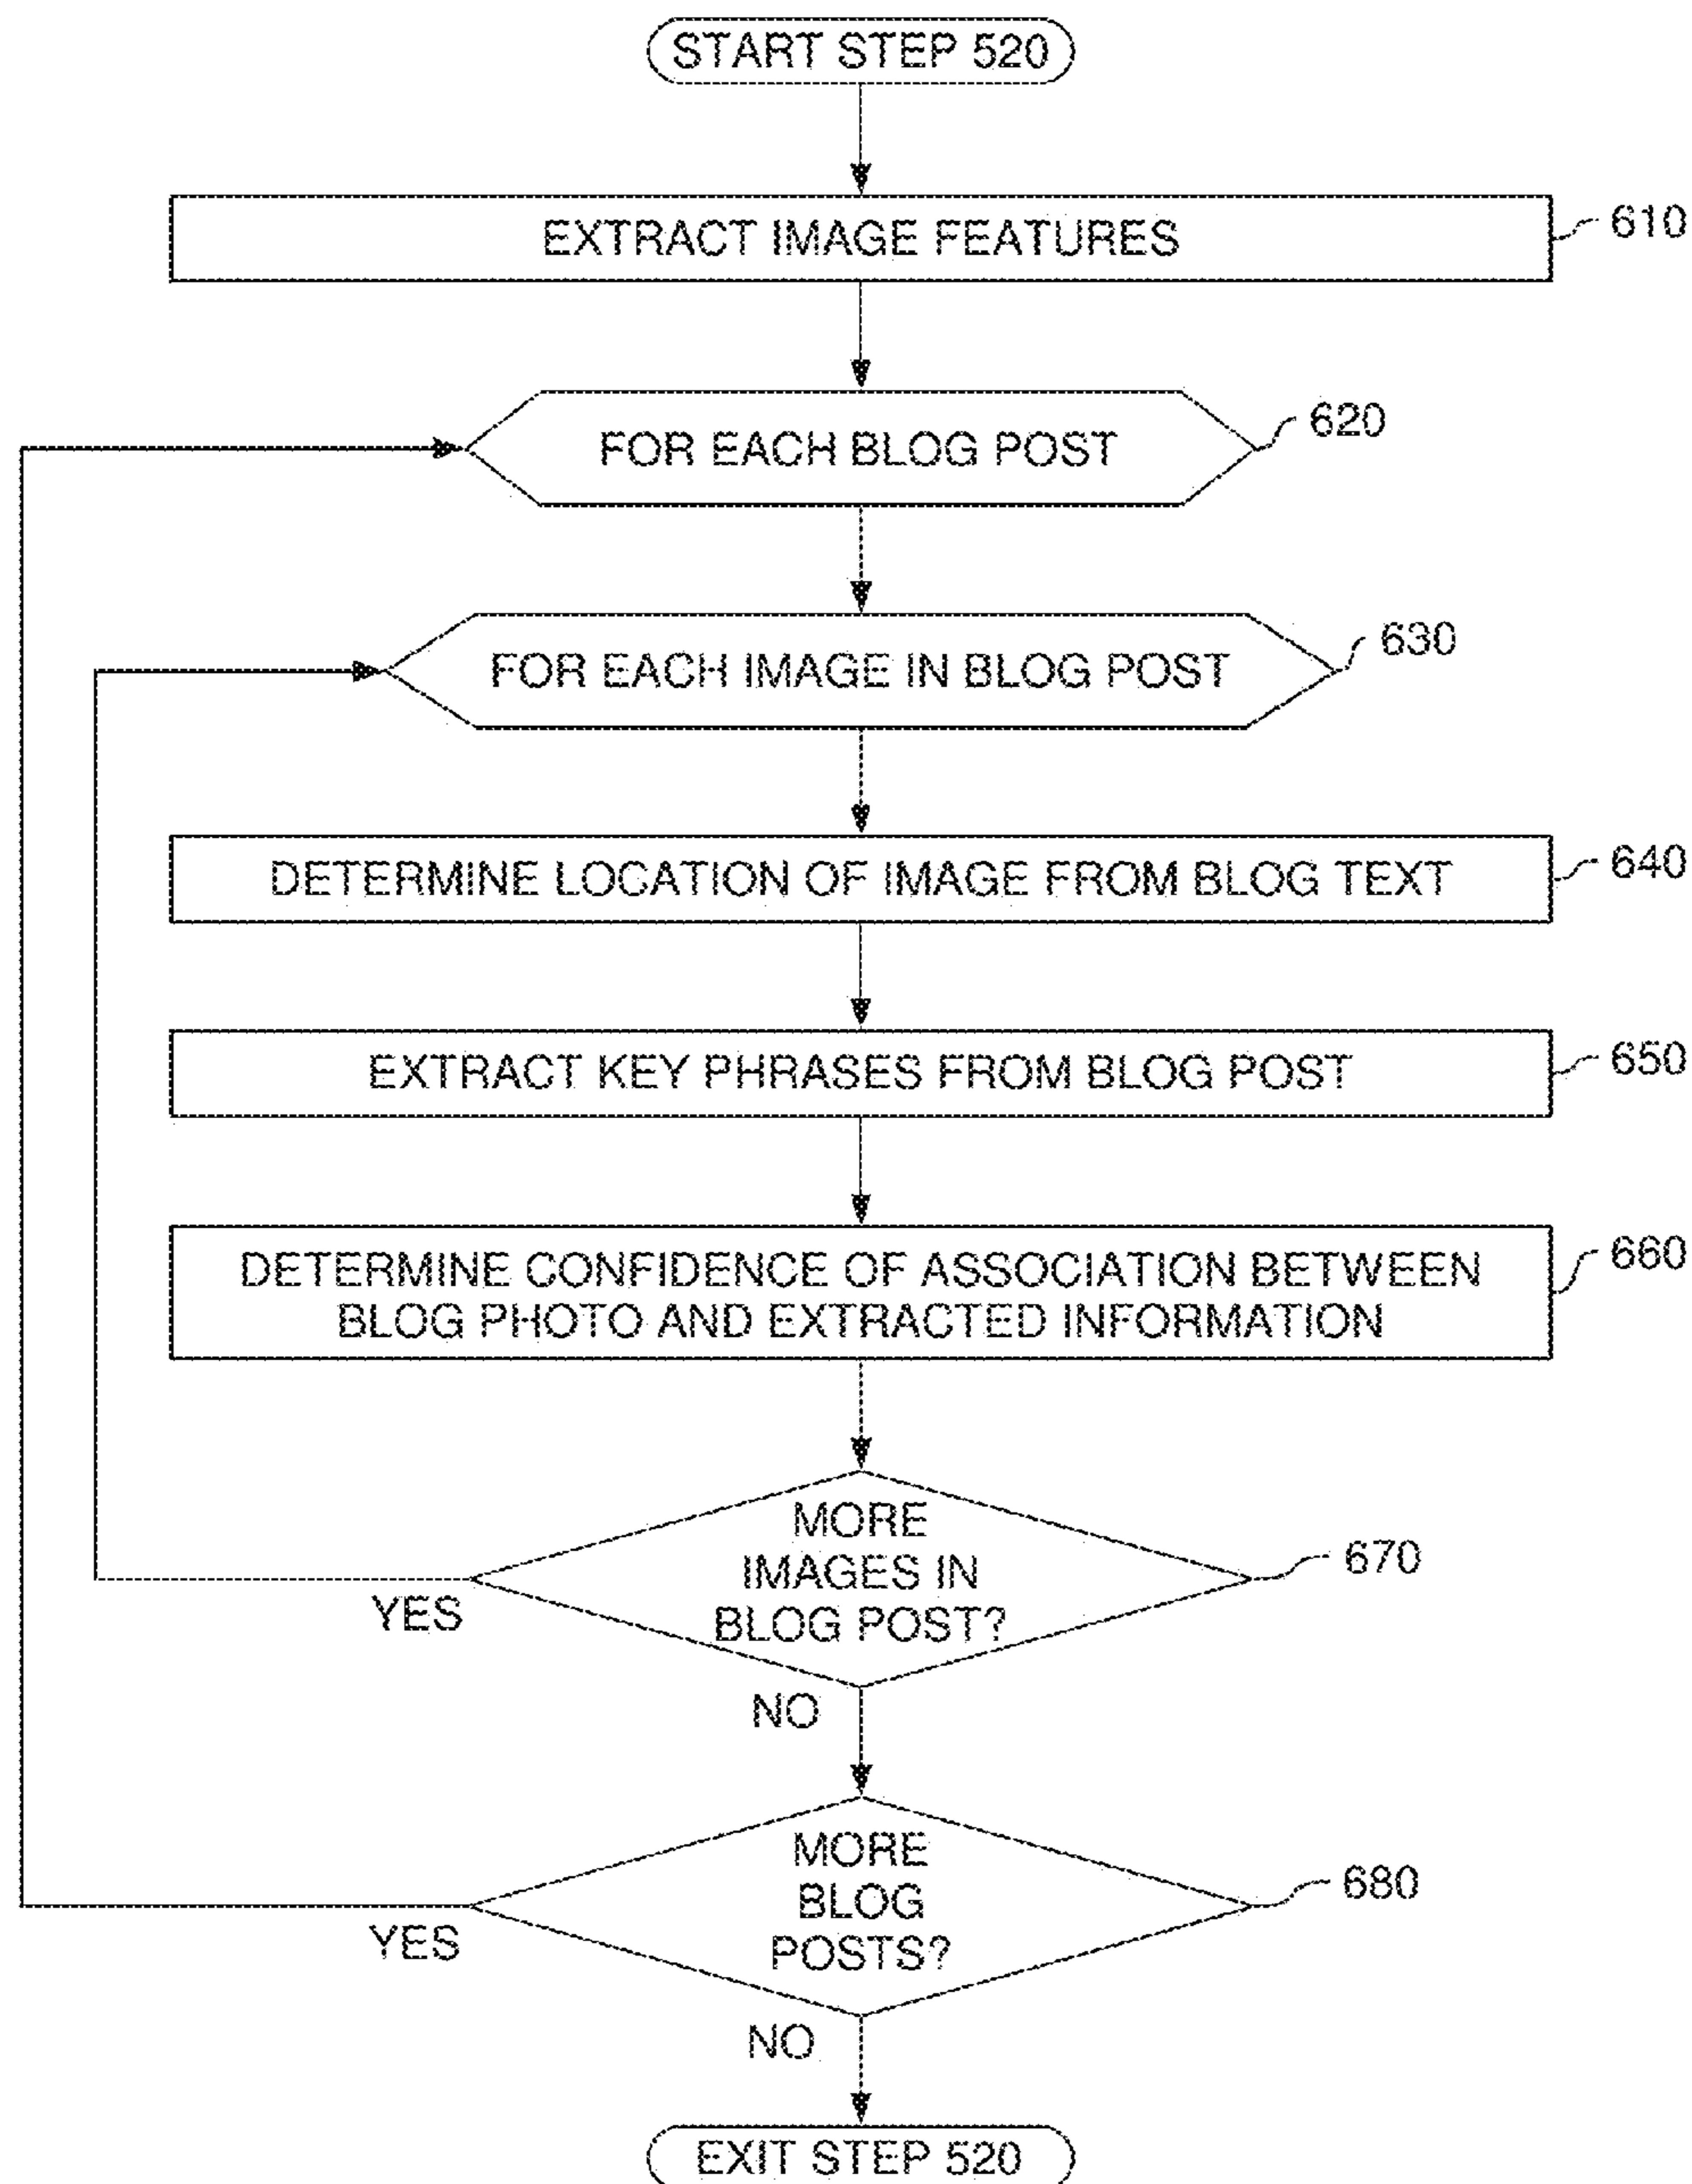 START STEP 520
EXTRACT IMAGE FEATURES
610
FOR EACH BLOG POST
620
FOR EACH IMAGE IN BLOG POST
630
DETERMINE LOCATION OF IMAGE FROM BLOG TEXT
640
EXTRACT KEY PHRASES FROM BLOG POST
650
DETERMINE CONFIDENCE OF ASSOCIATION BETWEEN
BLOG PHOTO AND EXTRACTED INFORMATION
660
MORE
IMAGES IN
BLOG POST?
670
YES
NO
MORE
BLOG
POSTS?
680
YES
NO
EXIT STEP 520